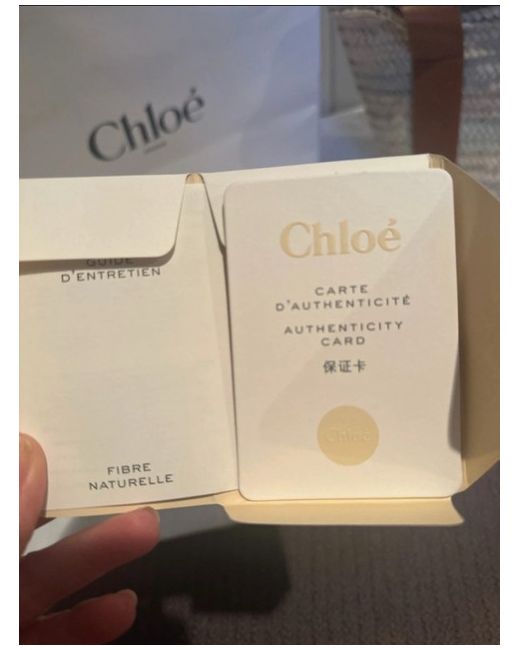 Chloé
GUIDE
D'ENTRETIEN
FIBRE
NATURELLE
Chloé
CARTE
D'AUTHENTICITÉ
AUTHENTICITY
CARD
保证卡
Chloé